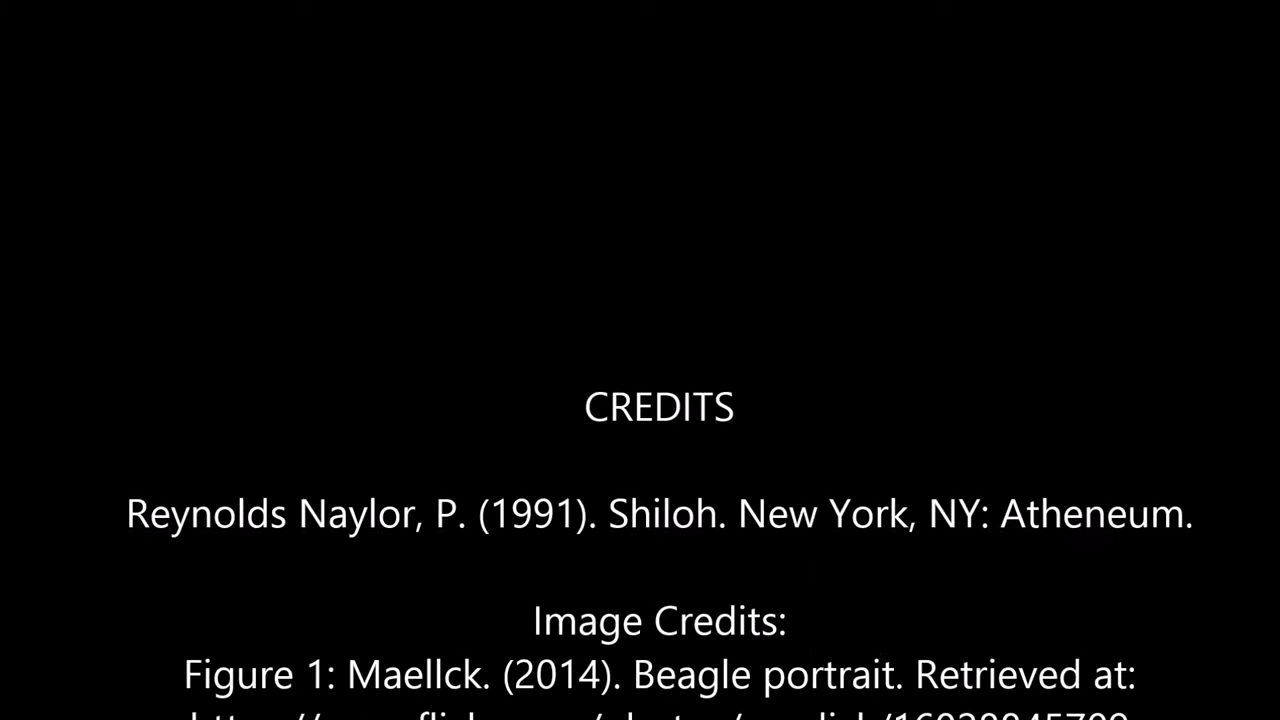 CREDITS
Reynolds Naylor, P. (1991). Shiloh. New York, NY: Atheneum.
Image Credits:
Figure 1: Maellck. (2014). Beagle portrait. Retrieved at: